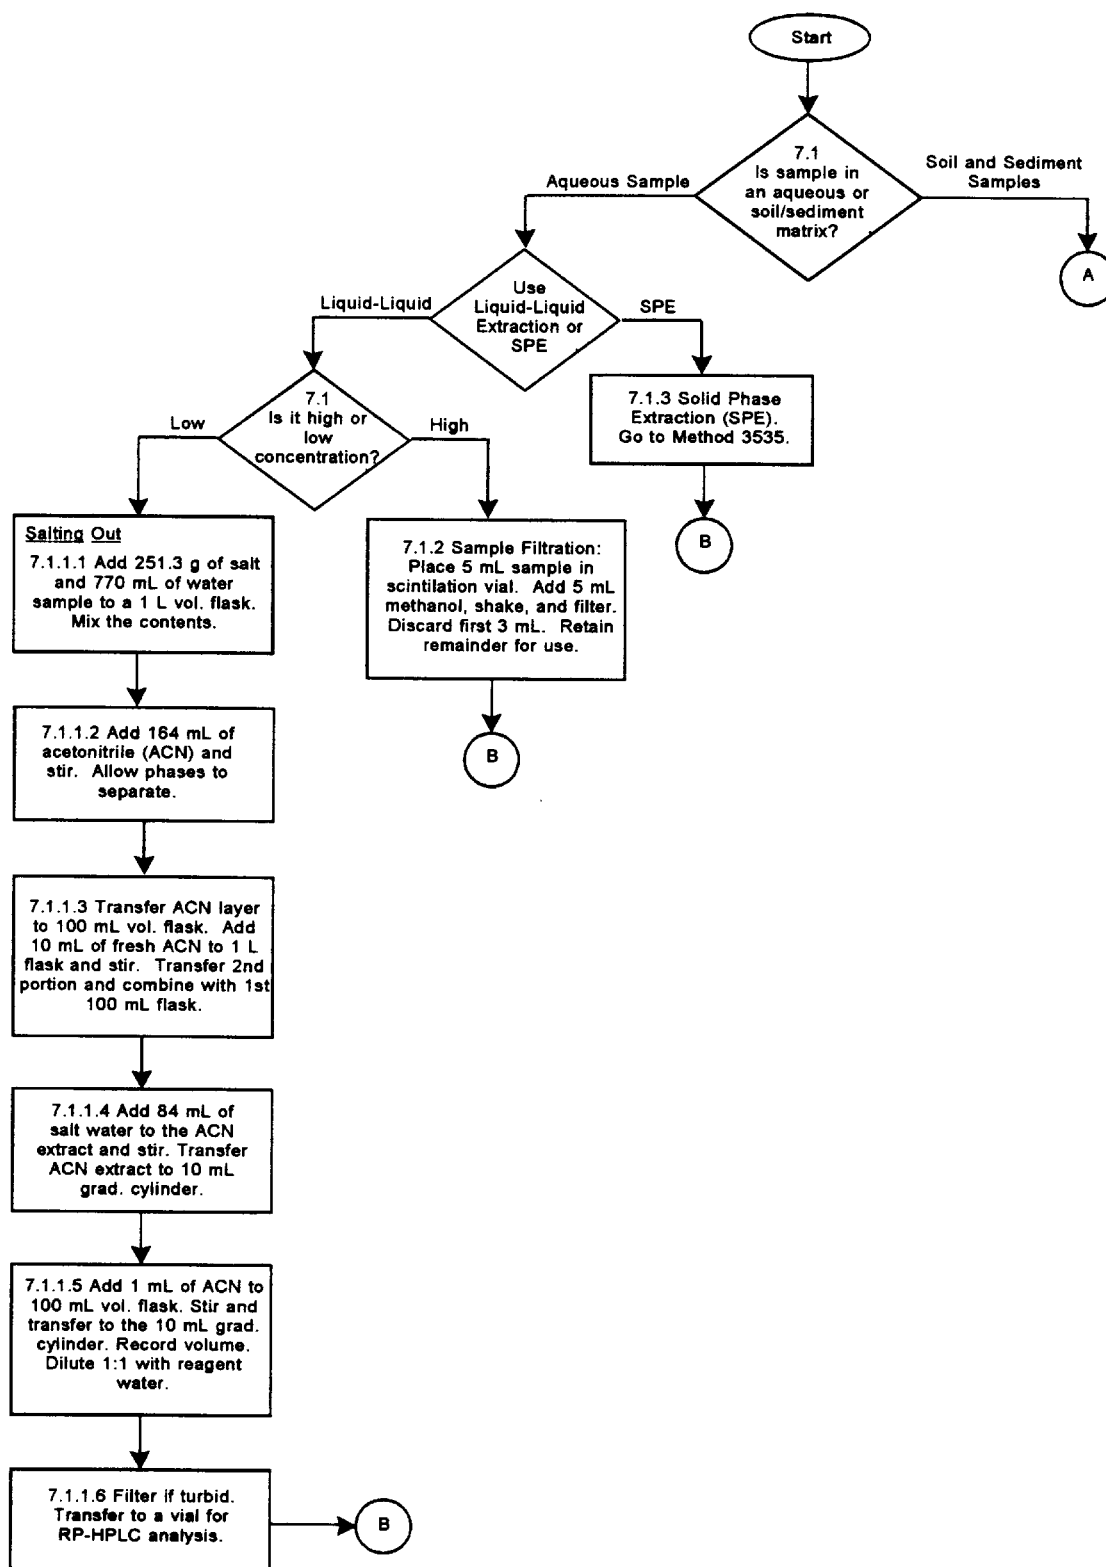 Start
7.1
Is sample in
an aqueous or
soil/sediment
matrix?
Aqueous Sample
Soil and Sediment
Samples
A
Use
Liquid-Liquid
Extraction or
SPE
Liquid-Liquid
SPE
7.1.3 Solid Phase
Extraction (SPE).
Go to Method 3535.
B
7.1
Is it high or
low
concentration?
Low
High
Salting Out
7.1.1.1 Add 251.3 g of salt
and 770 mL of water
sample to a 1 L vol. flask.
Mix the contents.
7.1.2 Sample Filtration:
Place 5 mL sample in
scintilation vial. Add 5 mL
methanol, shake, and filter.
Discard first 3 mL. Retain
remainder for use.
B
7.1.1.2 Add 164 mL of
acetonitrile (ACN) and
stir. Allow phases to
separate.
7.1.1.3 Transfer ACN layer
to 100 mL vol. flask. Add
10 mL of fresh ACN to 1 L
flask and stir. Transfer 2nd
portion and combine with 1st
100 mL flask.
7.1.1.4 Add 84 mL of
salt water to the ACN
extract and stir. Transfer
ACN extract to 10 mL
grad. cylinder.
7.1.1.5 Add 1 mL of ACN to
100 mL vol. flask. Stir and
transfer to the 10 mL grad.
cylinder. Record volume.
Dilute 1:1 with reagent
water.
7.1.1.6 Filter if turbid.
Transfer to a vial for
RP-HPLC analysis.
B